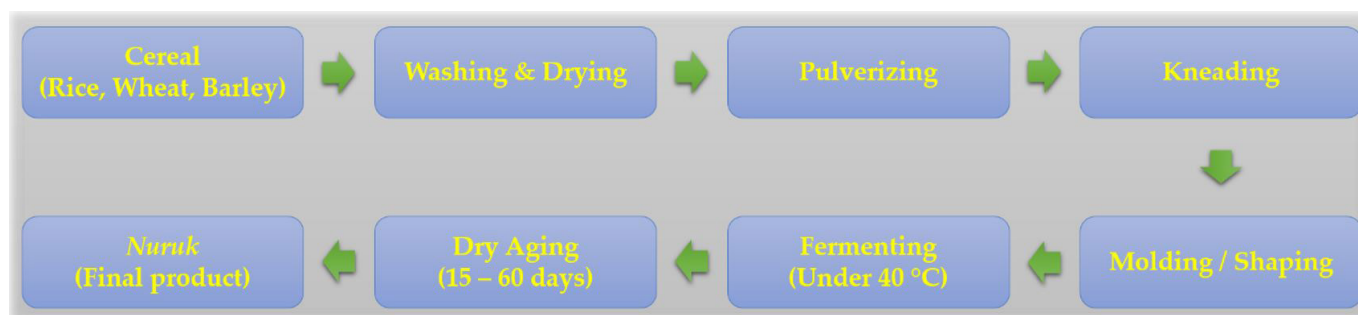 Cereal
(Rice, Wheat, Barley)
Washing & Drying
Pulverizing
Kneading
Molding / Shaping
Fermenting
(Under 40 °C)
Dry Aging
(15 – 60 days)
Nuruk
(Final product)